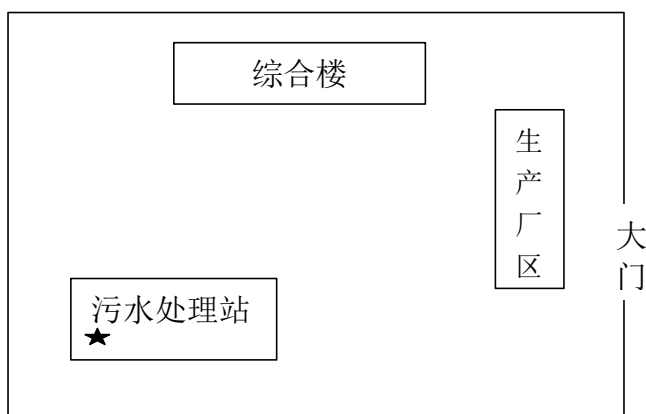 综合楼
生产厂区
大门
污水处理站